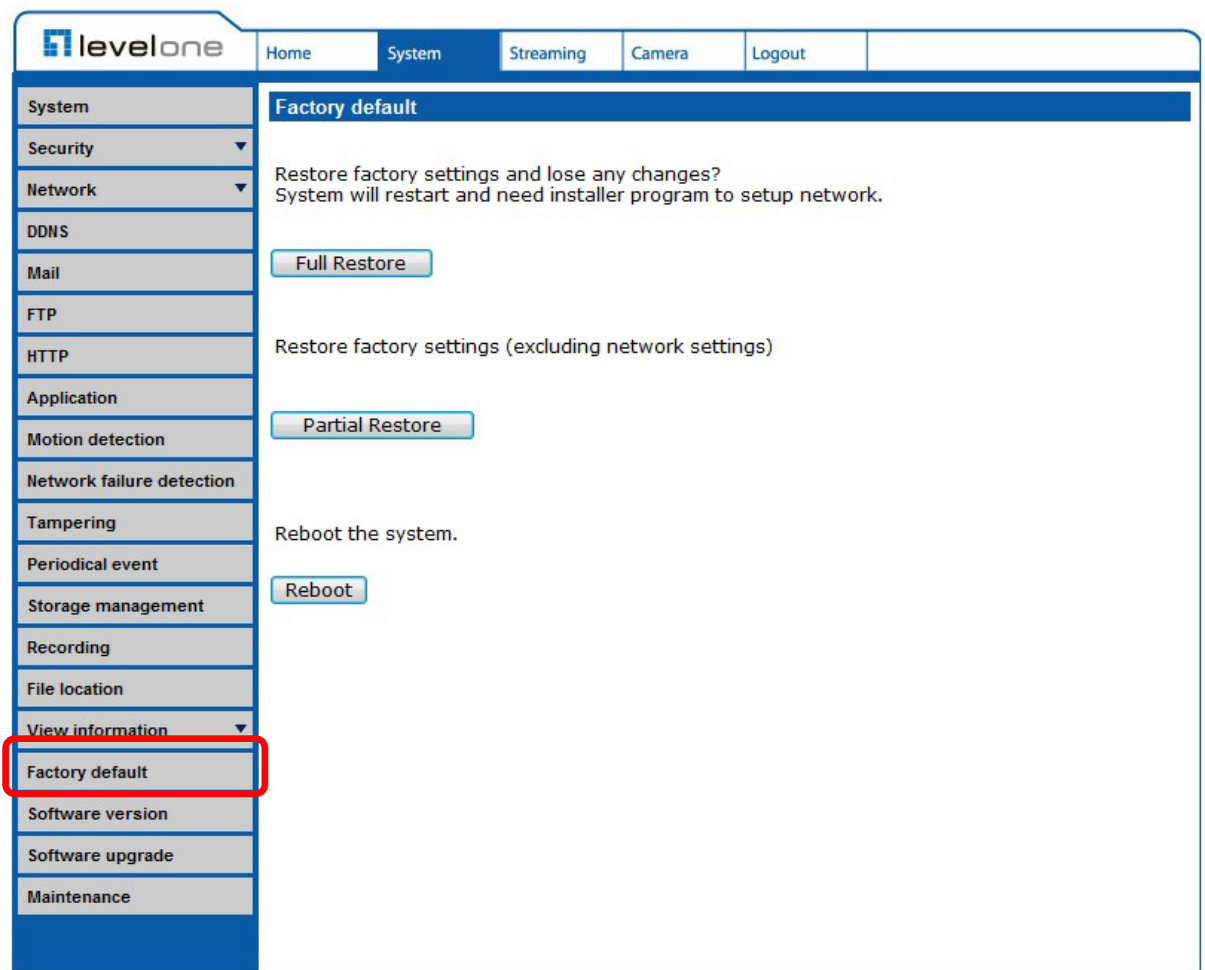 levelone
Home System Streaming Camera Logout
System
Security
Network
DDNS
Mail
FTP
HTTP
Application
Motion detection
Network failure detection
Tampering
Periodical event
Storage management
Recording
File location
View information
Factory default
Software version
Software upgrade
Maintenance
Factory default
Restore factory settings and lose any changes?
System will restart and need installer program to setup network.
Full Restore
Restore factory settings (excluding network settings)
Partial Restore
Reboot the system.
Reboot